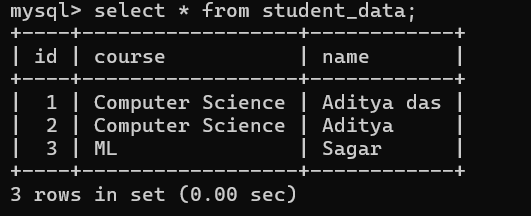 mysql> select * from student_data;
+----+------------------+------------+
| id | course           | name       |
+----+------------------+------------+
|  1 | Computer Science | Aditya das |
|  2 | Computer Science | Aditya     |
|  3 | ML               | Sagar      |
+----+------------------+------------+
3 rows in set (0.00 sec)